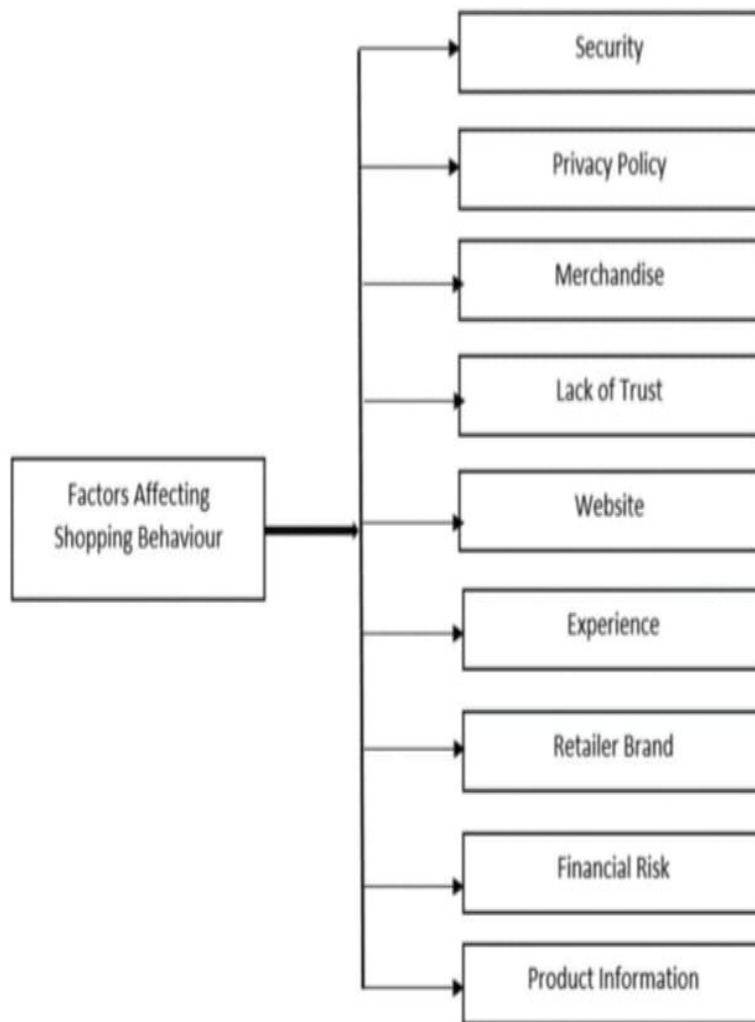 Security
Privacy Policy
Merchandise
Lack of Trust
Factors Affecting
Shopping Behaviour
Website
Experience
Retailer Brand
Financial Risk
Product Information